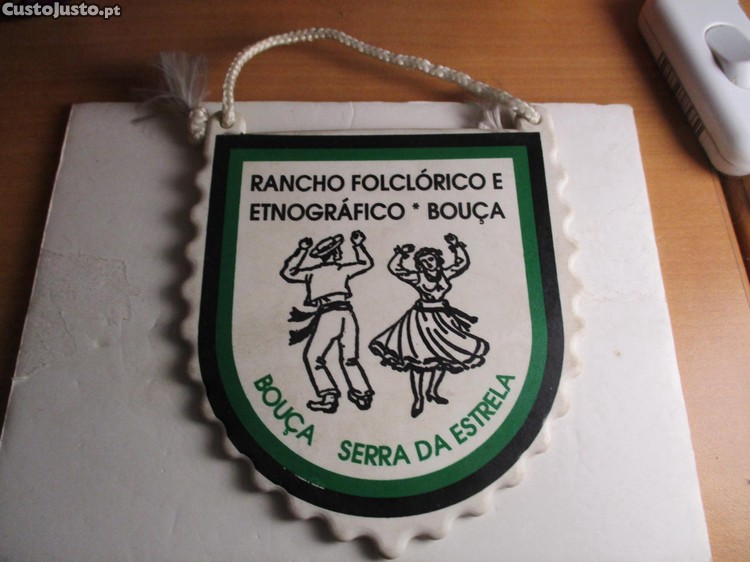 CustoJusto.pt
RANCHO FOLCLÓRICO E
ETNOGRÁFICO * BOUÇA
BOUÇA SERRA DA ESTRELA